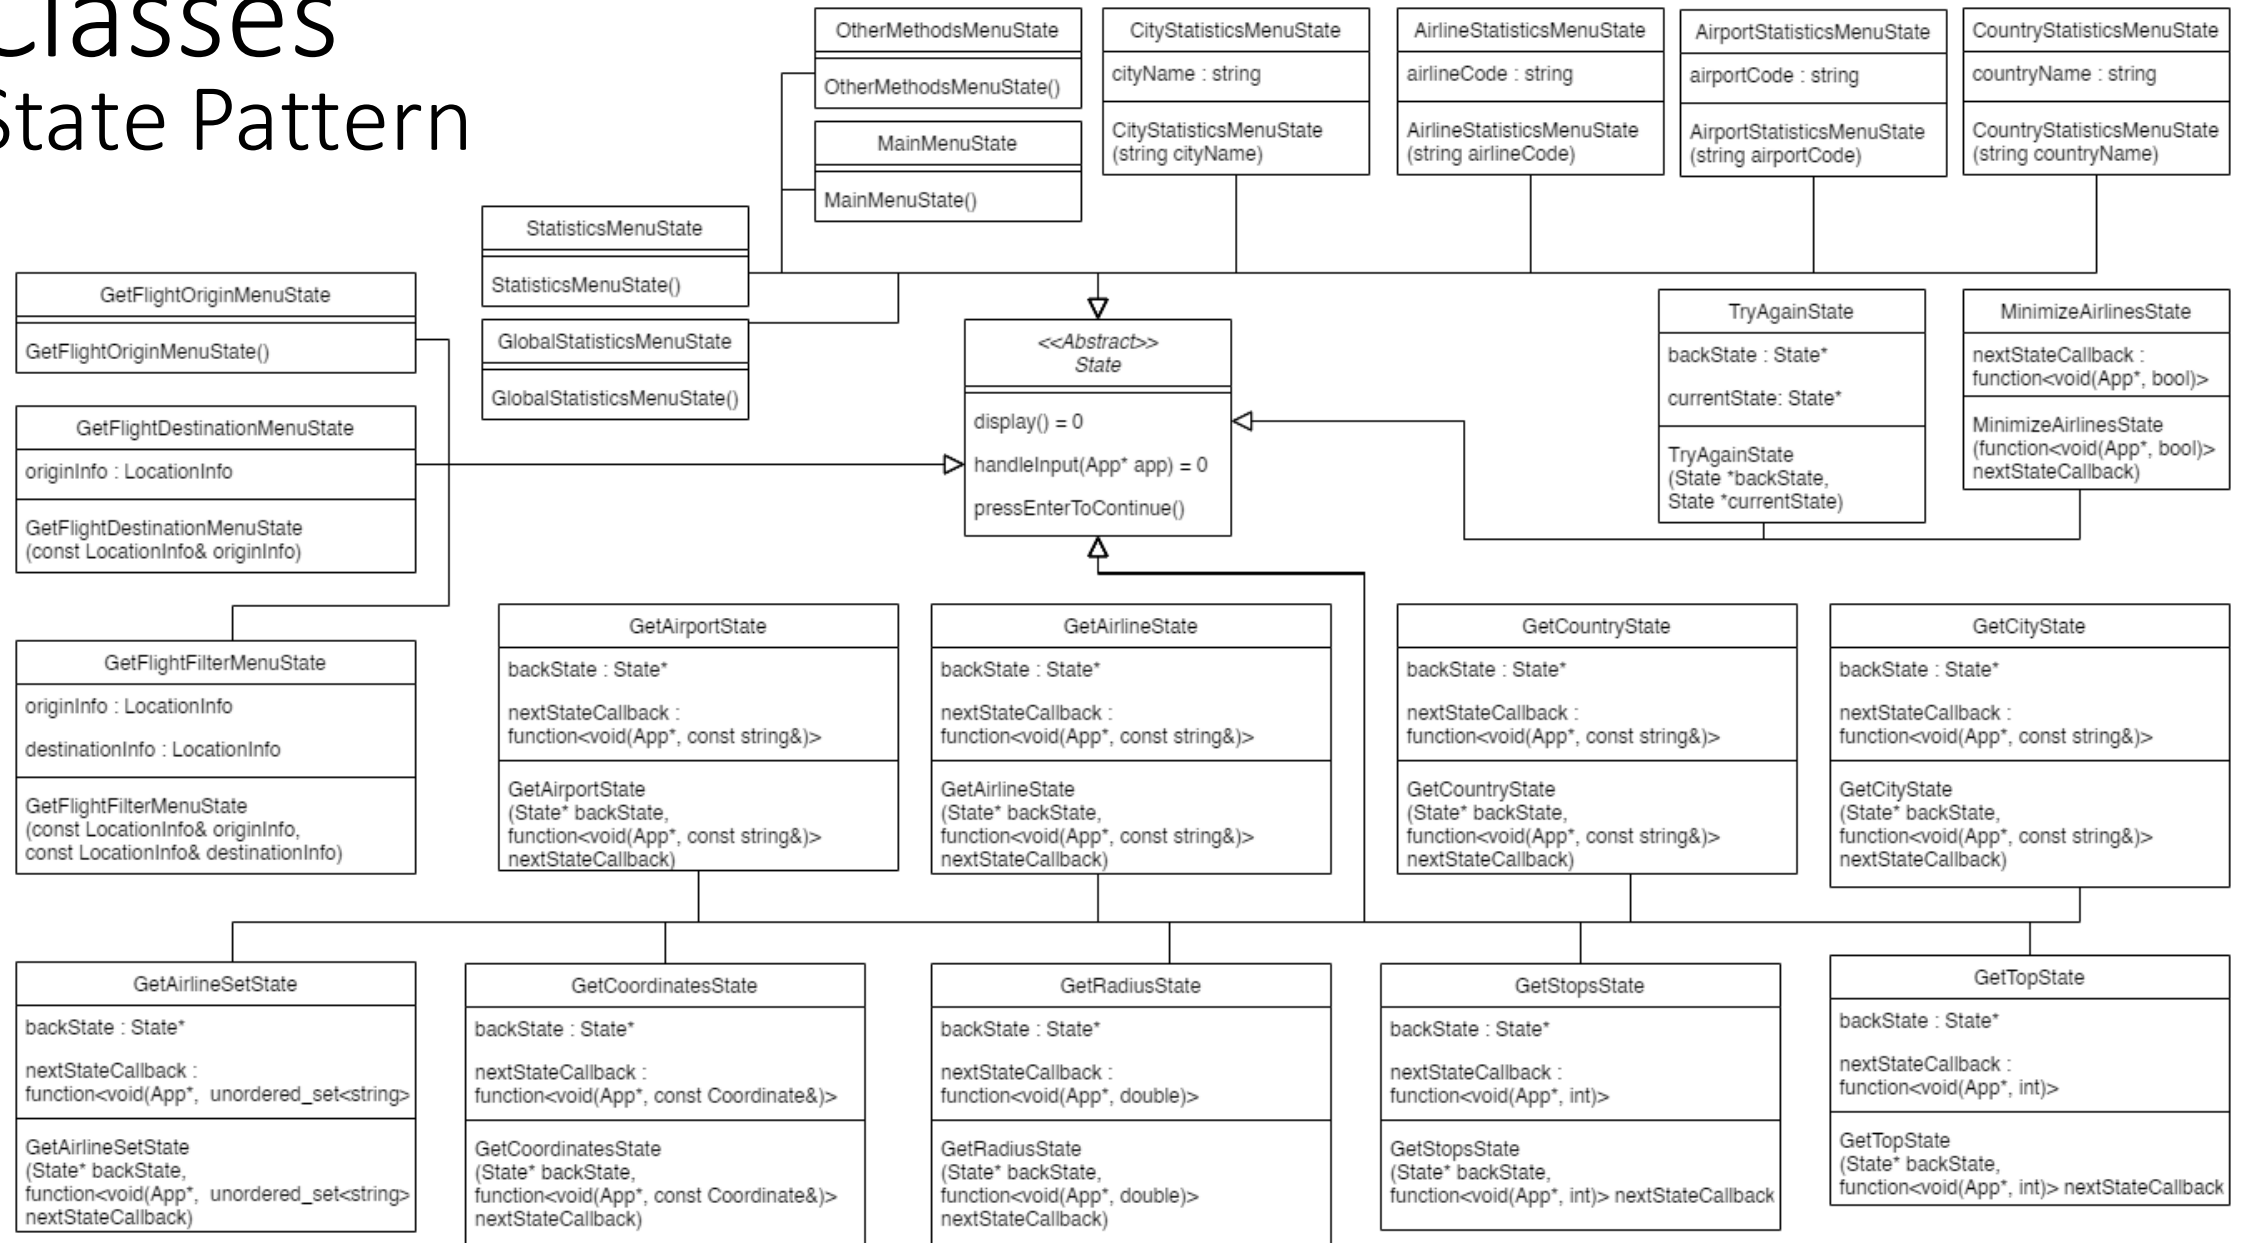 Classes
State Pattern
OtherMethodsMenuState
OtherMethodsMenuState()
MainMenuState
MainMenuState()
CityStatisticsMenuState
cityName : string
CityStatisticsMenuState
(string cityName)
AirlineStatisticsMenuState
airlineCode : string
AirlineStatisticsMenuState
(string airlineCode)
AirportStatisticsMenuState
airportCode : string
AirportStatisticsMenuState
(string airportCode)
CountryStatisticsMenuState
countryName : string
CountryStatisticsMenuState
(string countryName)
StatisticsMenuState
StatisticsMenuState()
GlobalStatisticsMenuState
GlobalStatisticsMenuState()
GetFlightOriginMenuState
GetFlightOriginMenuState()
GetFlightDestinationMenuState
originInfo : LocationInfo
GetFlightDestinationMenuState
(const LocationInfo& originInfo)
<<Abstract>>
State
display() = 0
handleInput(App* app) = 0
pressEnterToContinue()
TryAgainState
backState : State*
currentState: State*
TryAgainState
(State *backState,
State *currentState)
MinimizeAirlinesState
nextStateCallback :
function<void(App*, bool)>
MinimizeAirlinesState
(function<void(App*, bool)>
nextStateCallback)
GetFlightFilterMenuState
originInfo : LocationInfo
destinationInfo : LocationInfo
GetFlightFilterMenuState
(const LocationInfo& originInfo,
const LocationInfo& destinationInfo)
GetAirportState
backState : State*
nextStateCallback :
function<void(App*, const string&)>
GetAirportState
(State* backState,
function<void(App*, const string&)>
nextStateCallback)
GetAirlineState
backState : State*
nextStateCallback :
function<void(App*, const string&)>
GetAirlineState
(State* backState,
function<void(App*, const string&)>
nextStateCallback)
GetCountryState
backState : State*
nextStateCallback :
function<void(App*, const string&)>
GetCountryState
(State* backState,
function<void(App*, const string&)>
nextStateCallback)
GetCityState
backState : State*
nextStateCallback :
function<void(App*, const string&)>
GetCityState
(State* backState,
function<void(App*, const string&)>
nextStateCallback)
GetAirlineSetState
backState : State*
nextStateCallback :
function<void(App*, unordered_set<string>
GetAirlineSetState
(State* backState,
function<void(App*, unordered_set<string>
nextStateCallback)
GetCoordinatesState
backState : State*
nextStateCallback :
function<void(App*, const Coordinate&)>
GetCoordinatesState
(State* backState,
function<void(App*, const Coordinate&)>
nextStateCallback)
GetRadiusState
backState : State*
nextStateCallback :
function<void(App*, double)>
GetRadiusState
(State* backState,
function<void(App*, double)>
nextStateCallback)
GetStopsState
backState : State*
nextStateCallback :
function<void(App*, int)>
GetStopsState
(State* backState,
function<void(App*, int)> nextStateCallback
GetTopState
backState : State*
nextStateCallback :
function<void(App*, int)>
GetTopState
(State* backState,
function<void(App*, int)> nextStateCallback